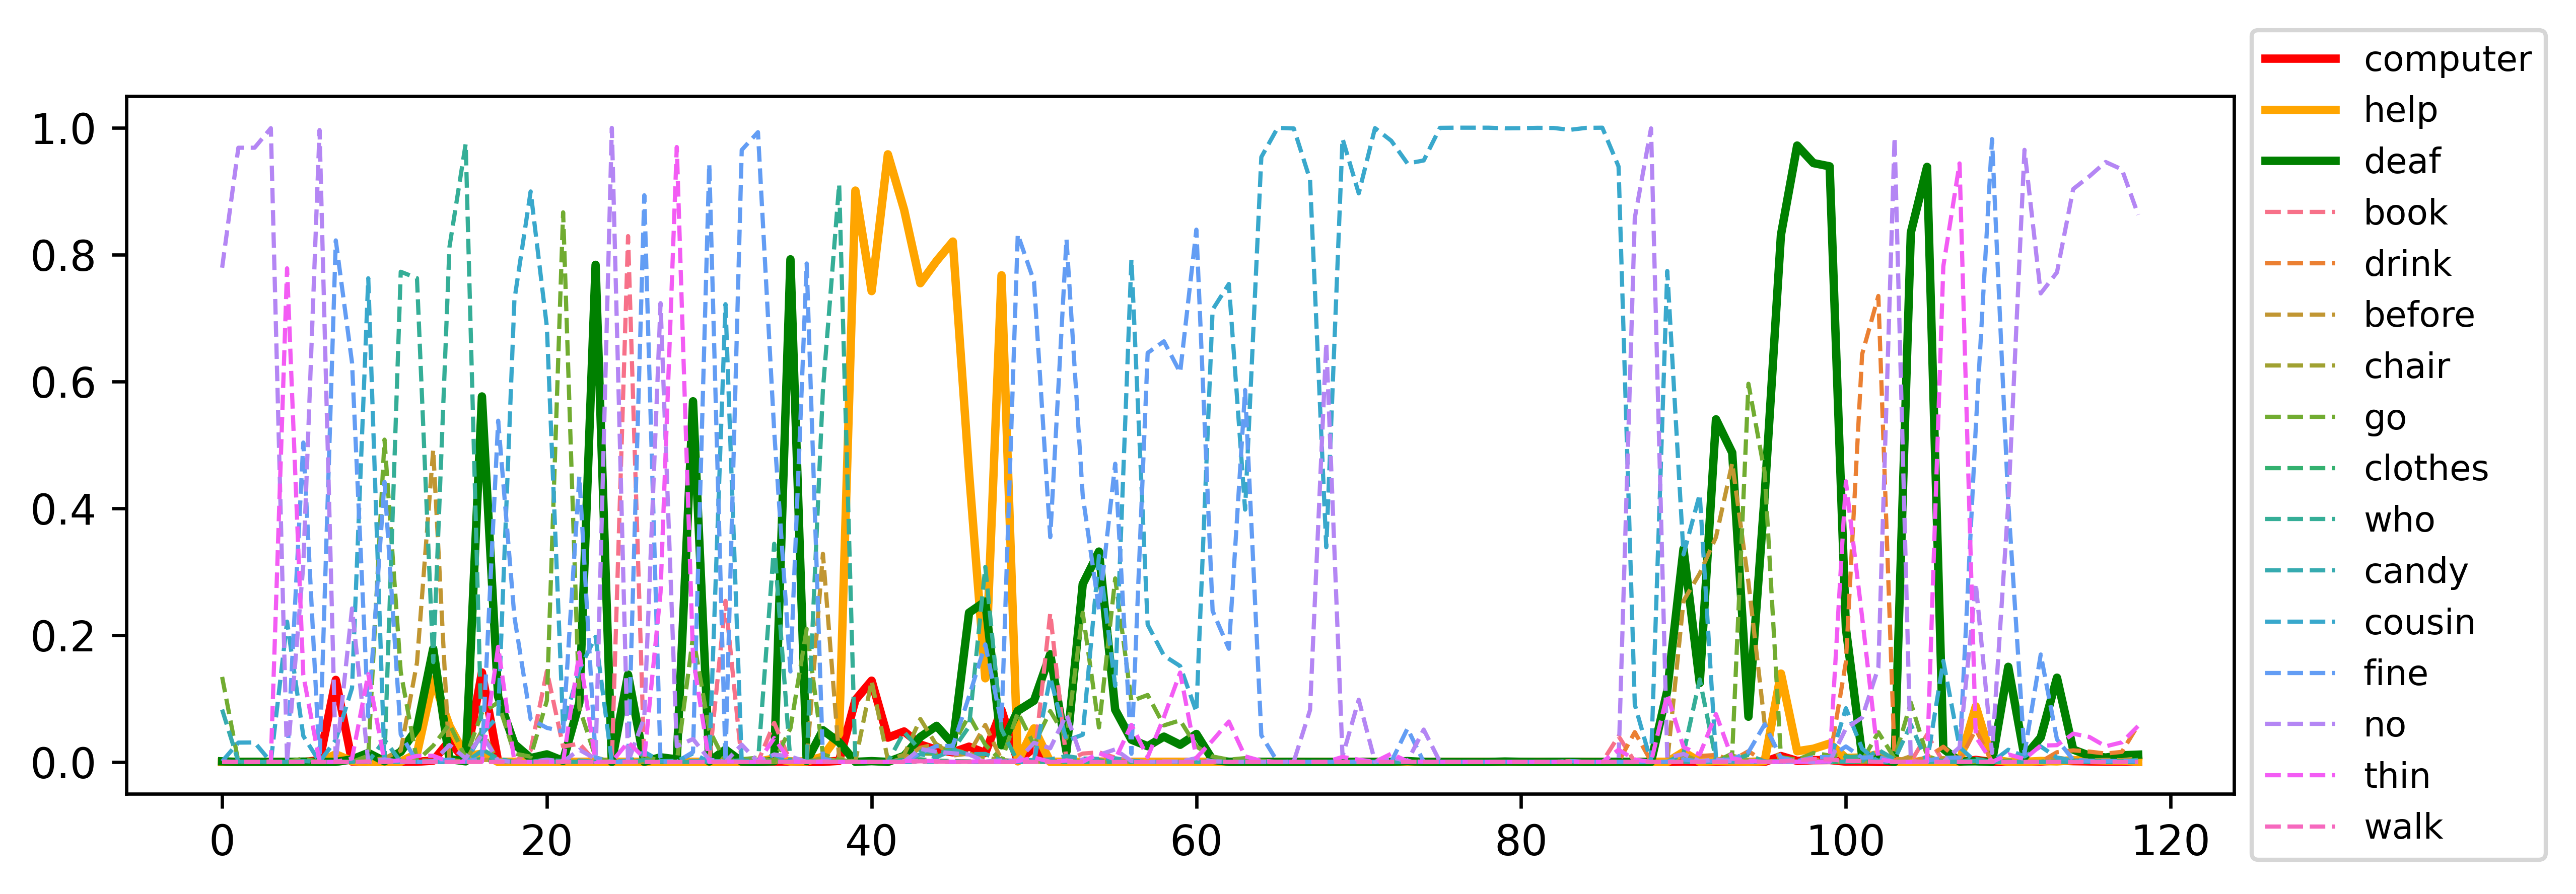 1.0
0.8
0.6
0.4
0.2
0.0
0 20 40 60 80 100 120
computer
help
deaf
book
drink
before
chair
go
clothes
who
candy
cousin
fine
no
thin
walk